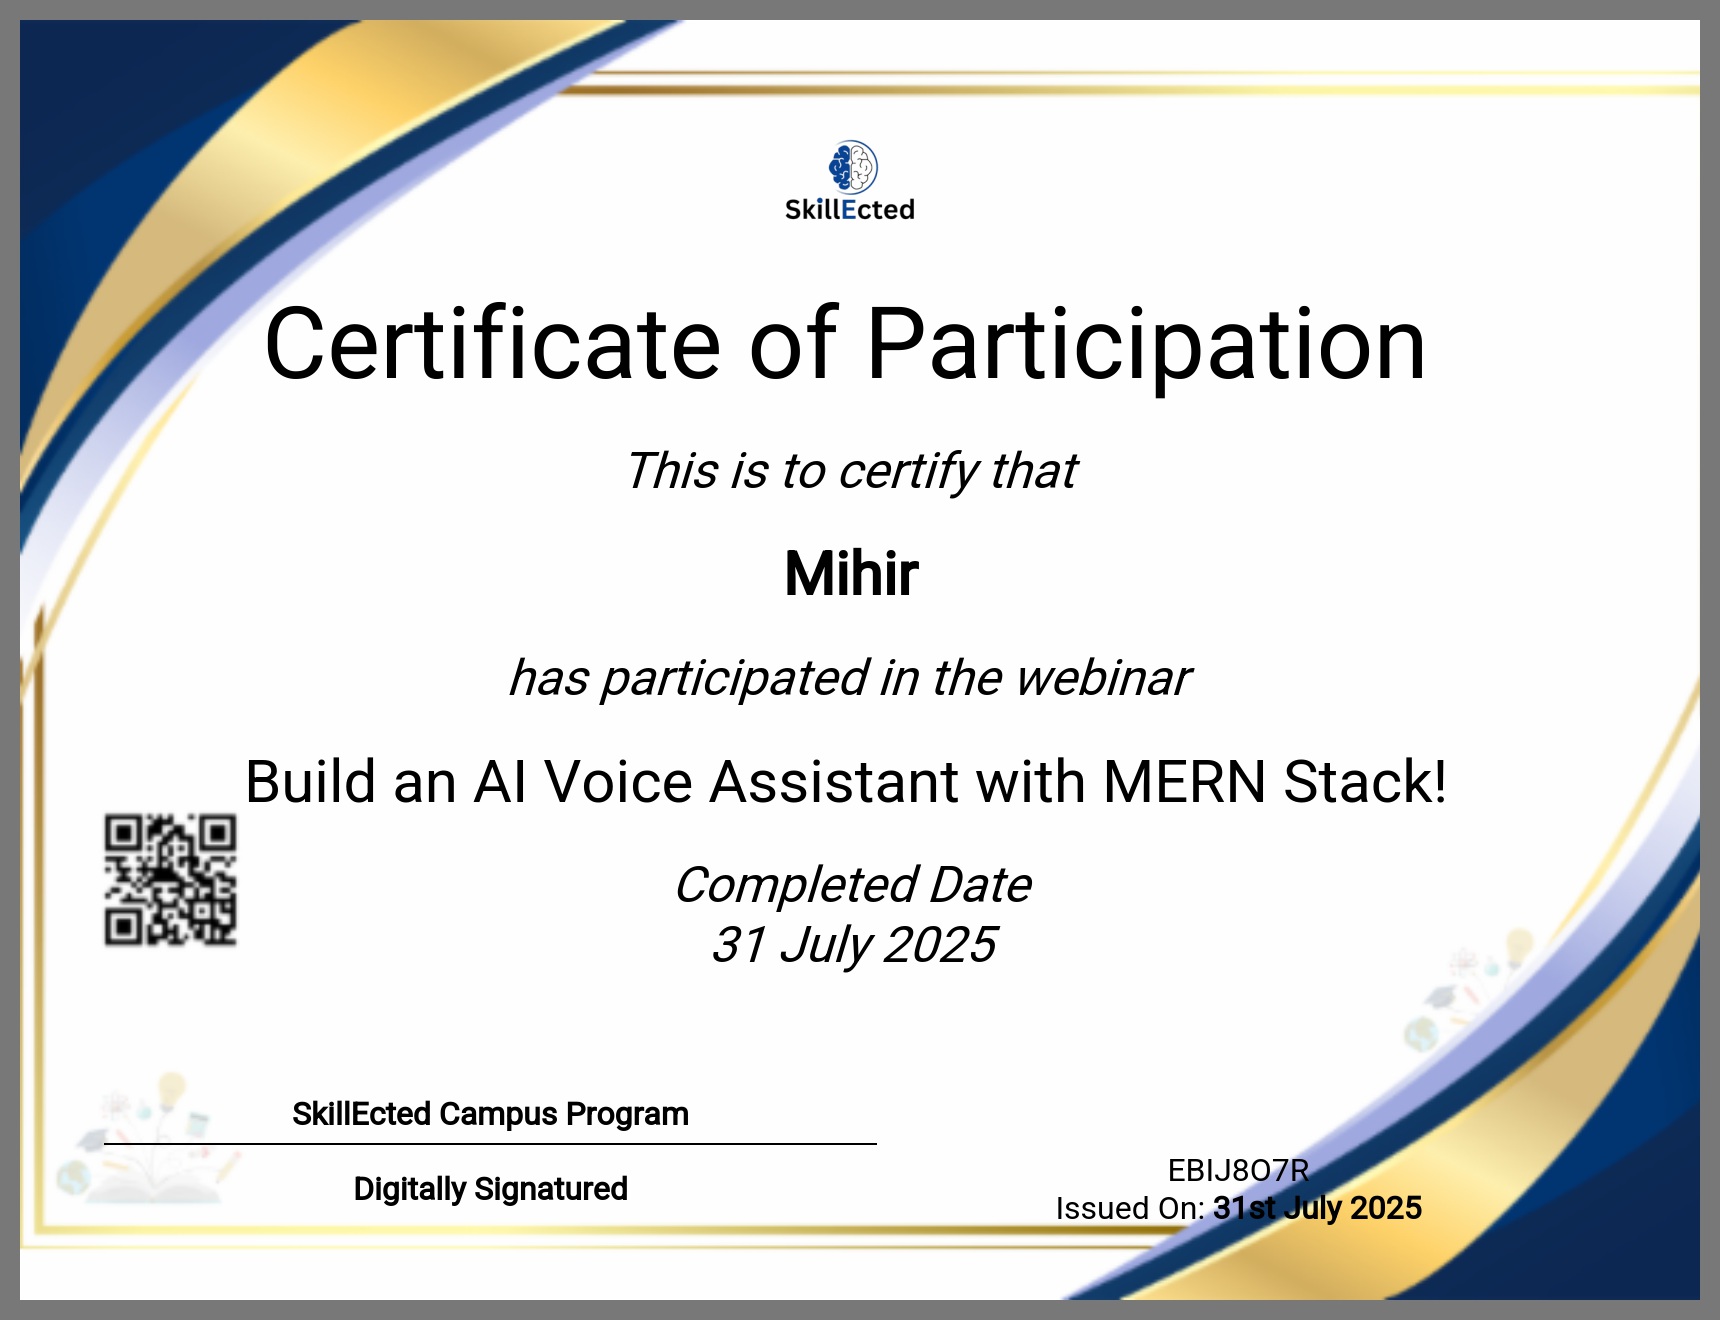 SkillEcted
Certificate of Participation
This is to certify that
Mihir
has participated in the webinar
Build an AI Voice Assistant with MERN Stack!
Completed Date
31 July 2025
SkillEcted Campus Program
Digitally Signatured
EBIJ8O7R
Issued On: 31st July 2025